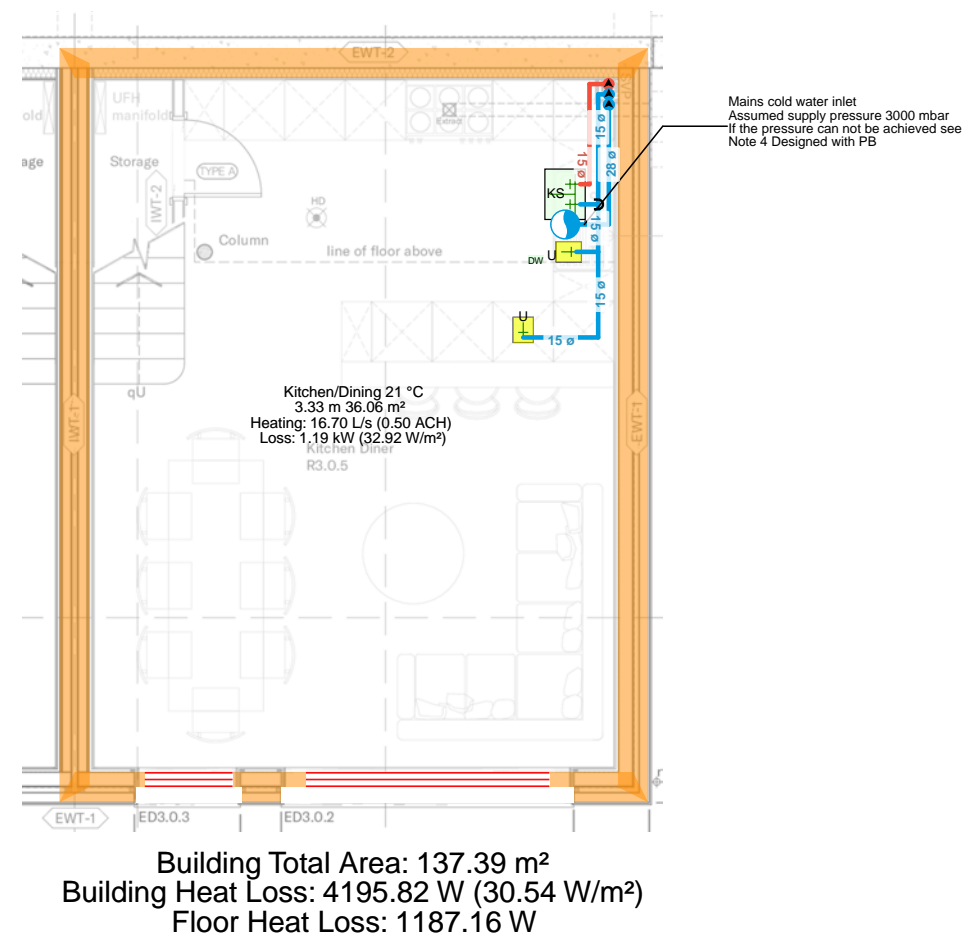 EWT-2
UFH
manifold
old
SVP1
Extract
15 ø
15 ø
28 ø
Mains cold water inlet
Assumed supply pressure 3000 mbar
If the pressure can not be achieved see
Note 4 Designed with PB
age
Storage
TYPE A
IWT-2
KS
HD
15 ø
Column
line of floor above
DW
U
15 ø
U
15 ø
qU
Kitchen/Dining 21 °C
3.33 m 36.06 m²
Heating: 16.70 L/s (0.50 ACH)
Loss: 1.19 kW (32.92 W/m²)
Kitchen Diner
R3.0.5
IWT-1
EWT-1
EWT-1
ED3.0.3
ED3.0.2
Building Total Area: 137.39 m²
Building Heat Loss: 4195.82 W (30.54 W/m²)
Floor Heat Loss: 1187.16 W